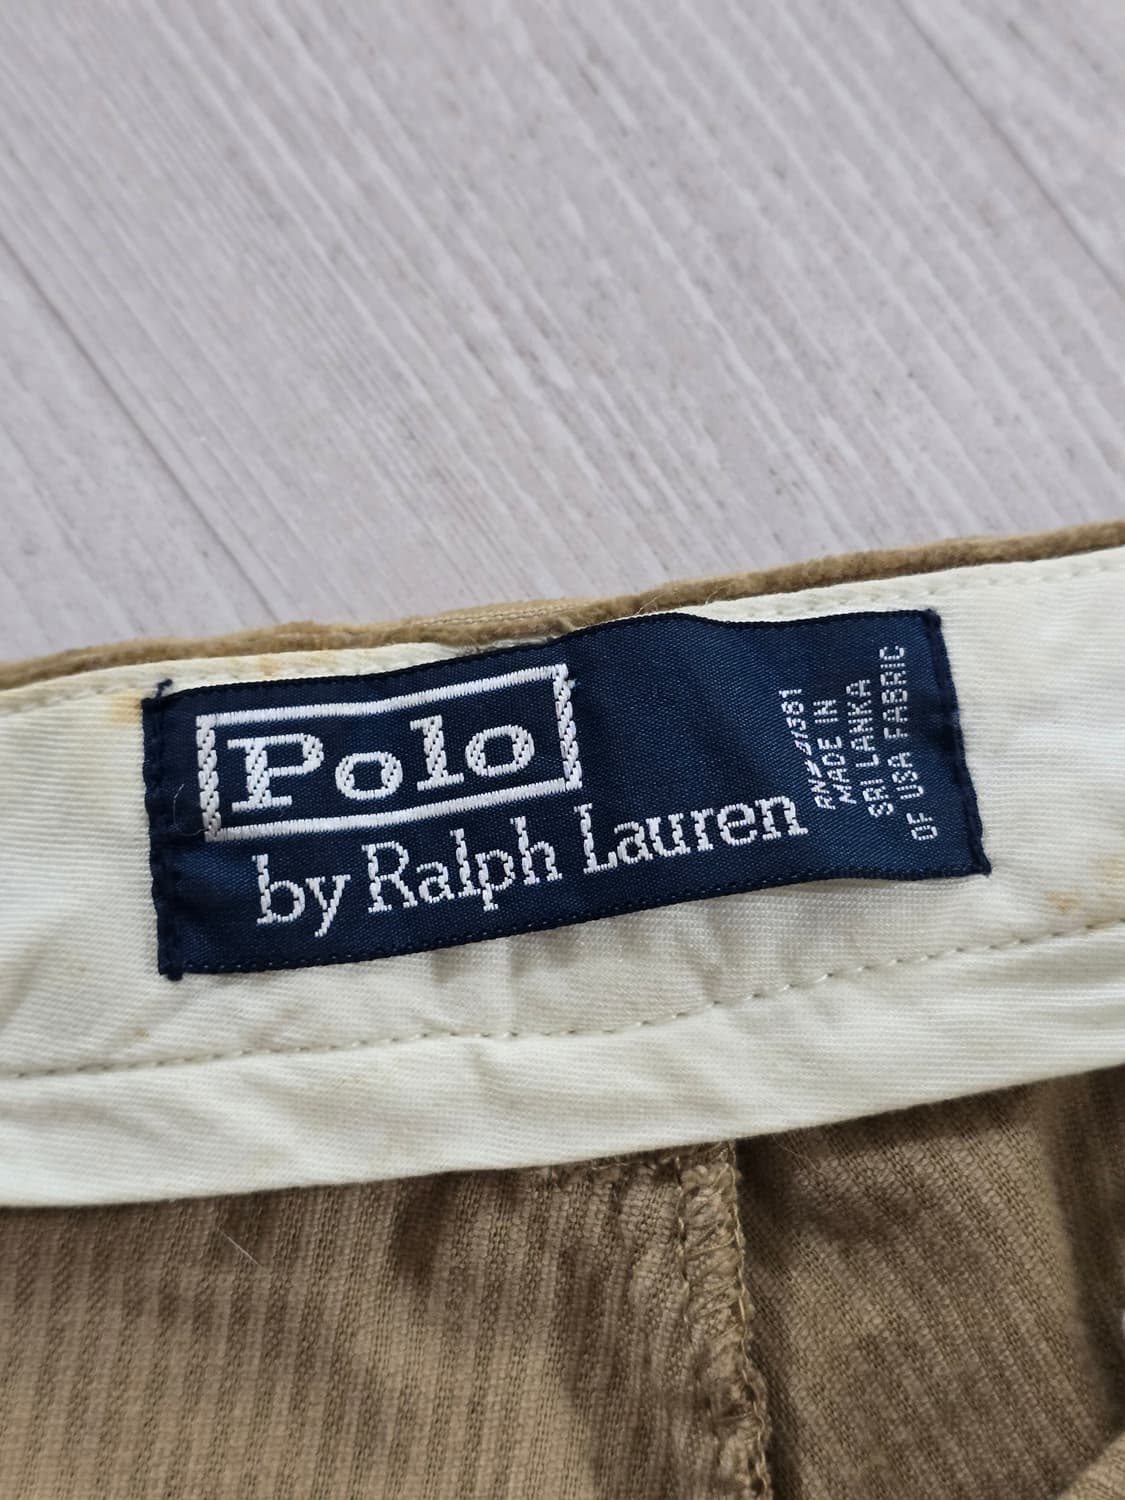 Polo
by Ralph Lauren
RN≠41381
MADE IN
SRI LANKA
OF USA FABRIC